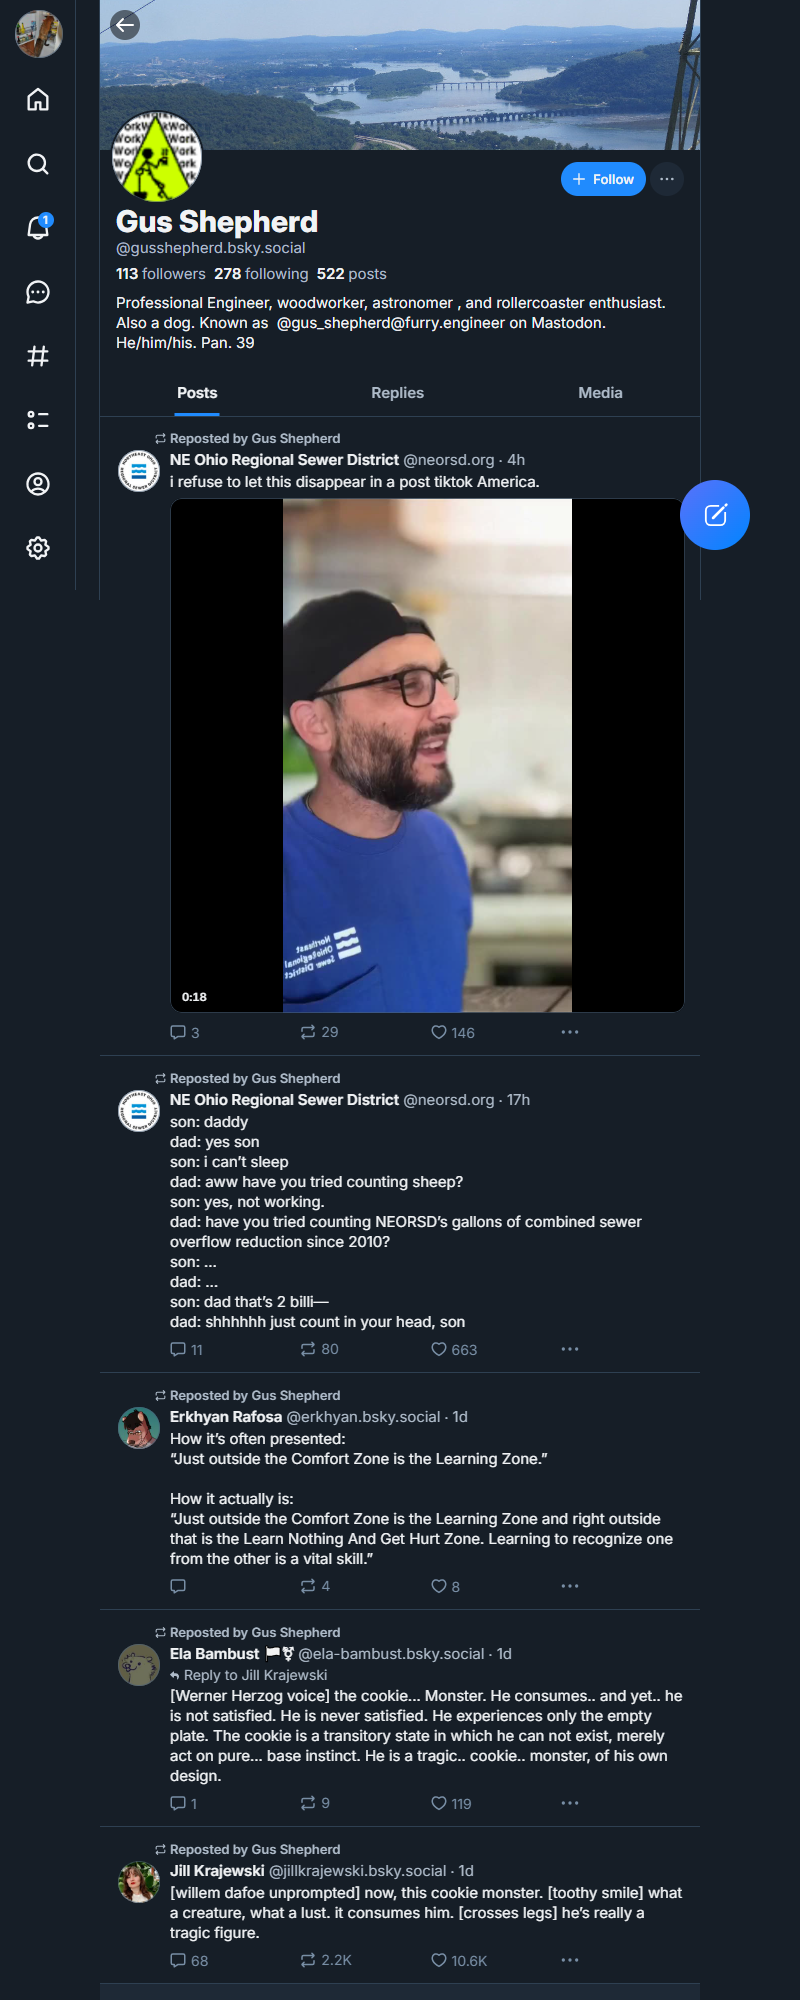 1
WorkWorkWork
+ Follow
Gus Shepherd
@gusshepherd.bsky.social
113 followers 278 following 522 posts
Professional Engineer, woodworker, astronomer , and rollercoaster enthusiast.
Also a dog. Known as @gus_shepherd@furry.engineer on Mastodon.
He/him/his. Pan. 39
Posts Replies Media
Reposted by Gus Shepherd
NE Ohio Regional Sewer District @neorsd.org · 4h
i refuse to let this disappear in a post tiktok America.
Northeast
Ohio Regional
Sewer District
0:18
3 29 146
Reposted by Gus Shepherd
NE Ohio Regional Sewer District @neorsd.org · 17h
son: daddy
dad: yes son
son: i can’t sleep
dad: aww have you tried counting sheep?
son: yes, not working.
dad: have you tried counting NEORSD’s gallons of combined sewer
overflow reduction since 2010?
son: ...
dad: ...
son: dad that’s 2 billi—
dad: shhhhhh just count in your head, son
11 80 663
Reposted by Gus Shepherd
Erkhyan Rafosa @erkhyan.bsky.social · 1d
How it’s often presented:
“Just outside the Comfort Zone is the Learning Zone.”
How it actually is:
“Just outside the Comfort Zone is the Learning Zone and right outside
that is the Learn Nothing And Get Hurt Zone. Learning to recognize one
from the other is a vital skill.”
4 8
Reposted by Gus Shepherd
Ela Bambust 🏳️‍⚧️ @ela-bambust.bsky.social · 1d
Reply to Jill Krajewski
[Werner Herzog voice] the cookie... Monster. He consumes.. and yet.. he
is not satisfied. He is never satisfied. He experiences only the empty
plate. The cookie is a transitory state in which he can not exist, merely
act on pure... base instinct. He is a tragic.. cookie.. monster, of his own
design.
1 9 119
Reposted by Gus Shepherd
Jill Krajewski @jillkrajewski.bsky.social · 1d
[willem dafoe unprompted] now, this cookie monster. [toothy smile] what
a creature, what a lust. it consumes him. [crosses legs] he’s really a
tragic figure.
68 2.2K 10.6K